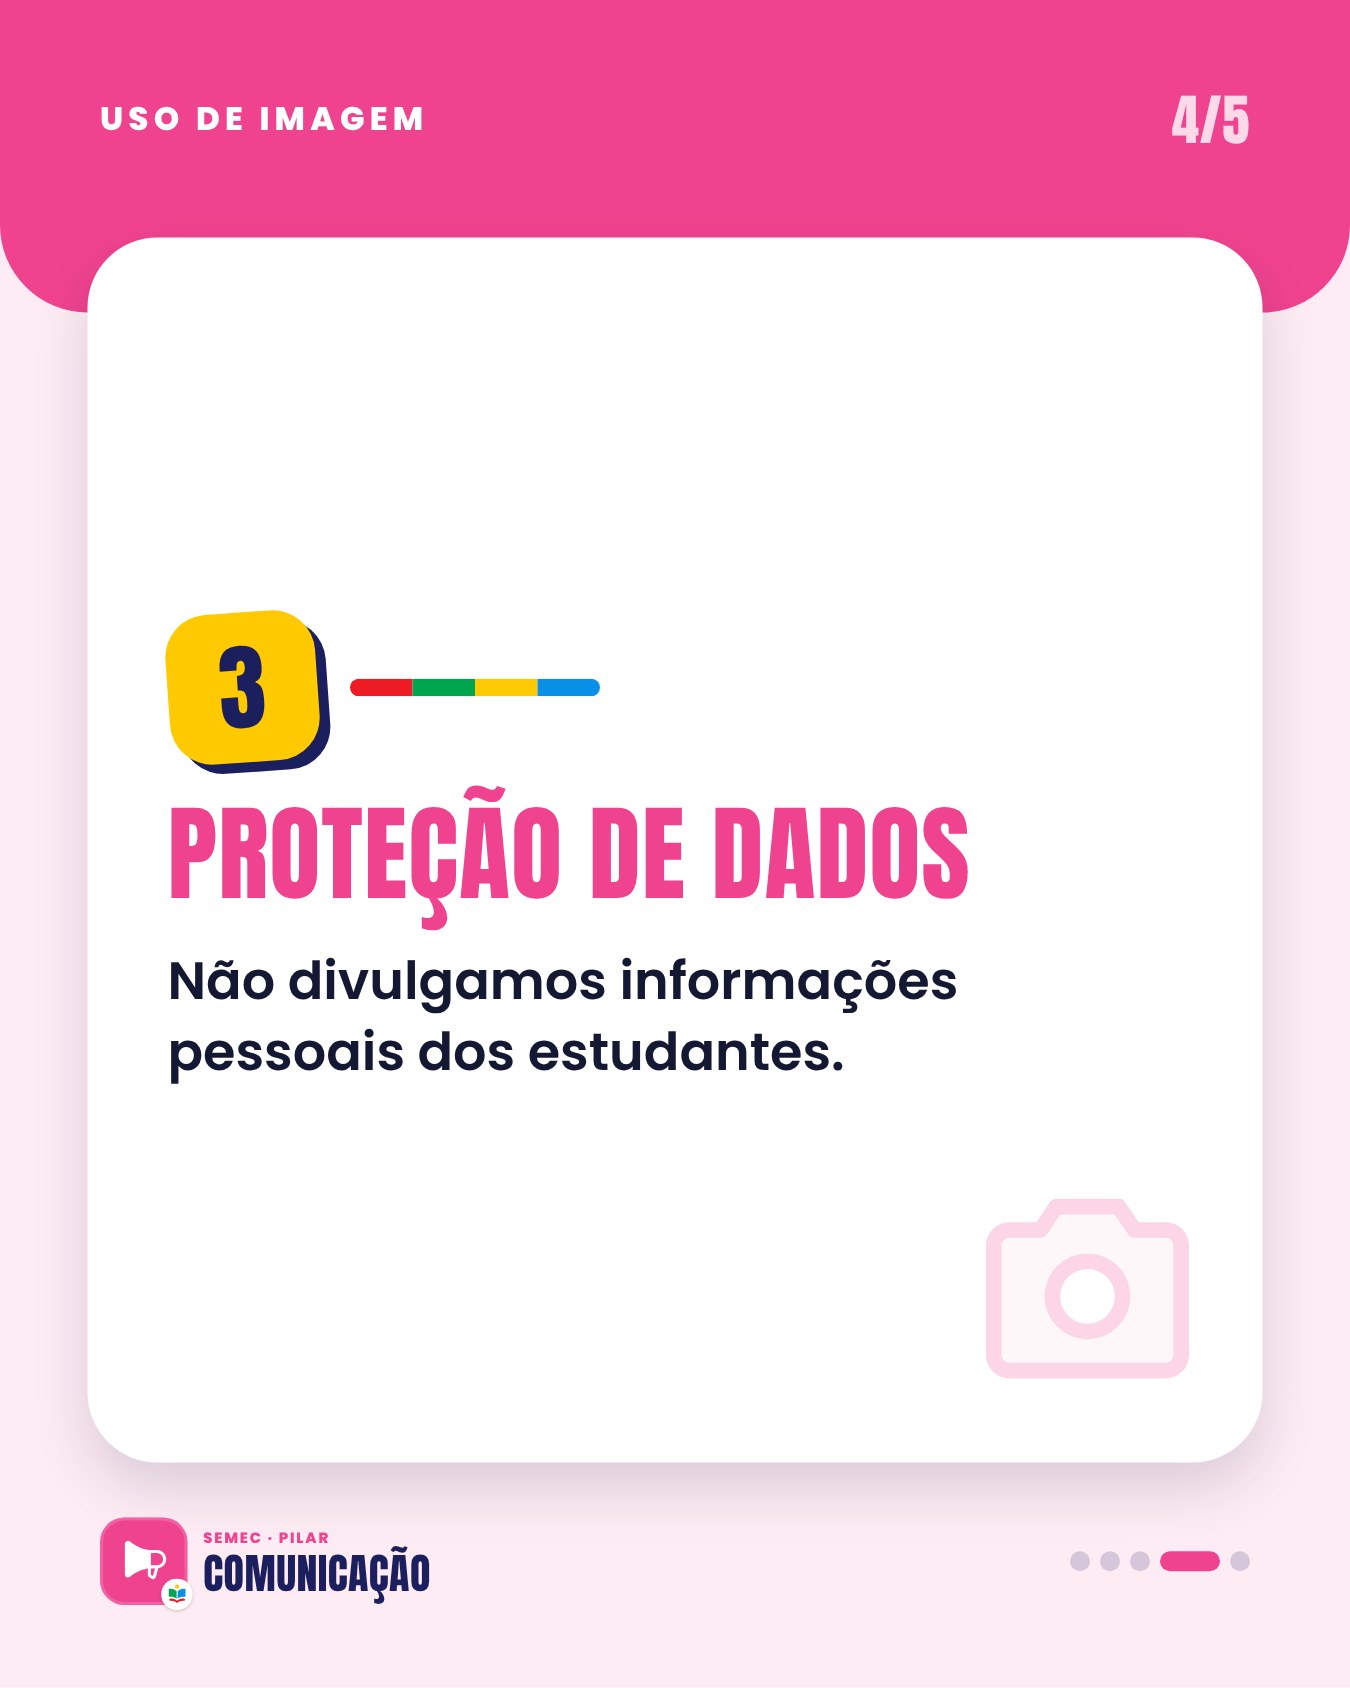 USO DE IMAGEM
4/5
3
PROTEÇÃO DE DADOS
Não divulgamos informações
pessoais dos estudantes.
SEMEC · PILAR
COMUNICAÇÃO